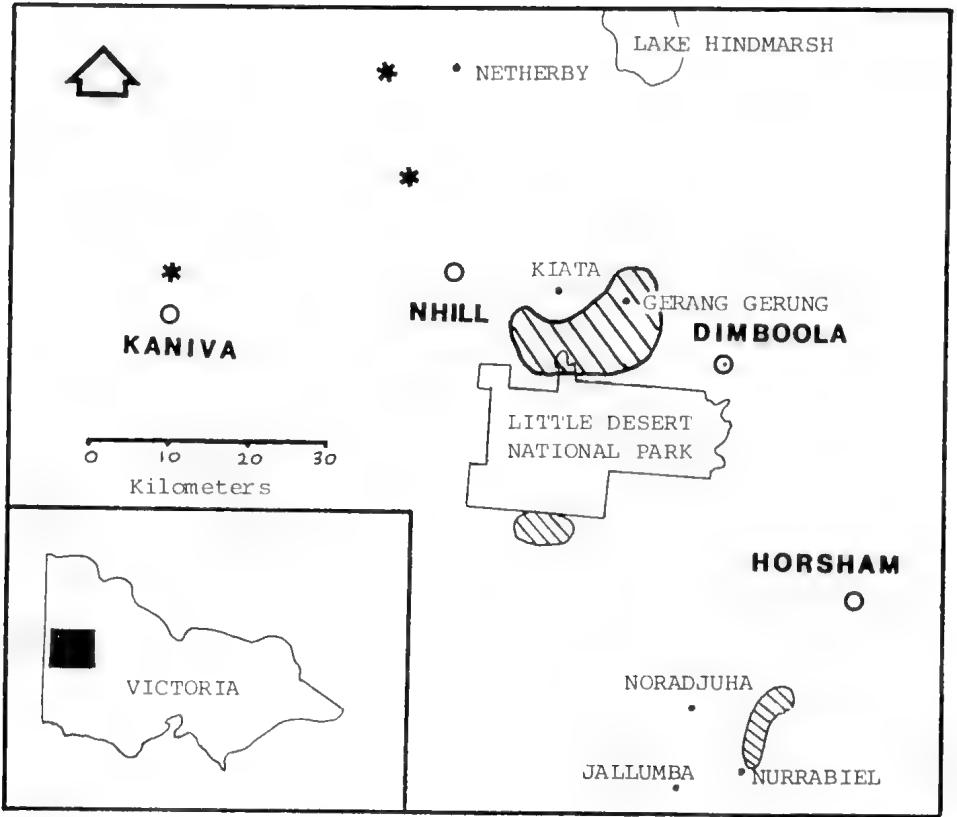 LAKE HINDMARSH
NETHERBY
KIATA
GERANG GERUNG
NHILL
DIMBOOLA
KANIVA
LITTLE DESERT
NATIONAL PARK
0 10 20 30
Kilometers
HORSHAM
VICTORIA
NORADJUHA
JALLUMBA
NURRABIEL